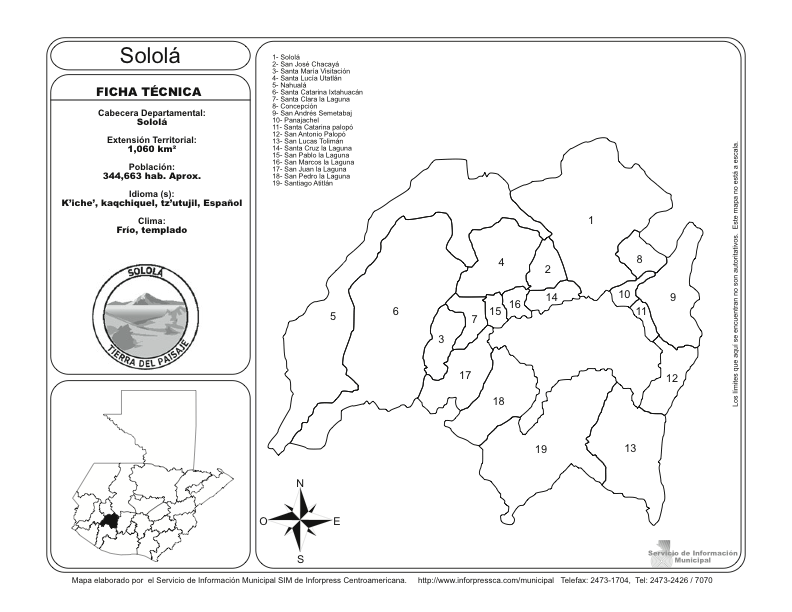 Sololá
FICHA TÉCNICA
Cabecera Departamental:
Sololá
Extensión Territorial:
1,060 km²
Población:
344,663 hab. Aprox.
Idioma (s):
K'iche', kaqchiquel, tz'utujil, Español
Clima:
Frío, templado
SOLOLÁ
TIERRA DEL PAISAJE
1- Sololá
2- San José Chacayá
3- Santa María Visitación
4- Santa Lucía Utatlán
5- Nahualá
6- Santa Catarina Ixtahuacán
7- Santa Clara la Laguna
8- Concepción
9- San Andrés Semetabaj
10- Panajachel
11- Santa Catarina palopó
12- San Antonio Palopó
13- San Lucas Tolimán
14- Santa Cruz la Laguna
15- San Pablo la Laguna
16- San Marcos la Laguna
17- San Juan la Laguna
18- San Pedro la Laguna
19- Santiago Atitlán
1
8
4
2
9
10
14
16
15
11
6
5
7
3
17
12
18
19
13
N
O
E
S
Los límites que aquí se encuentran no son autoritativos. Este mapa no está a escala.
Servicio de Información
Municipal
Mapa elaborado por el Servicio de Información Municipal SIM de Inforpress Centroamericana. http://www.inforpressca.com/municipal Telefax: 2473-1704, Tel: 2473-2426 / 7070